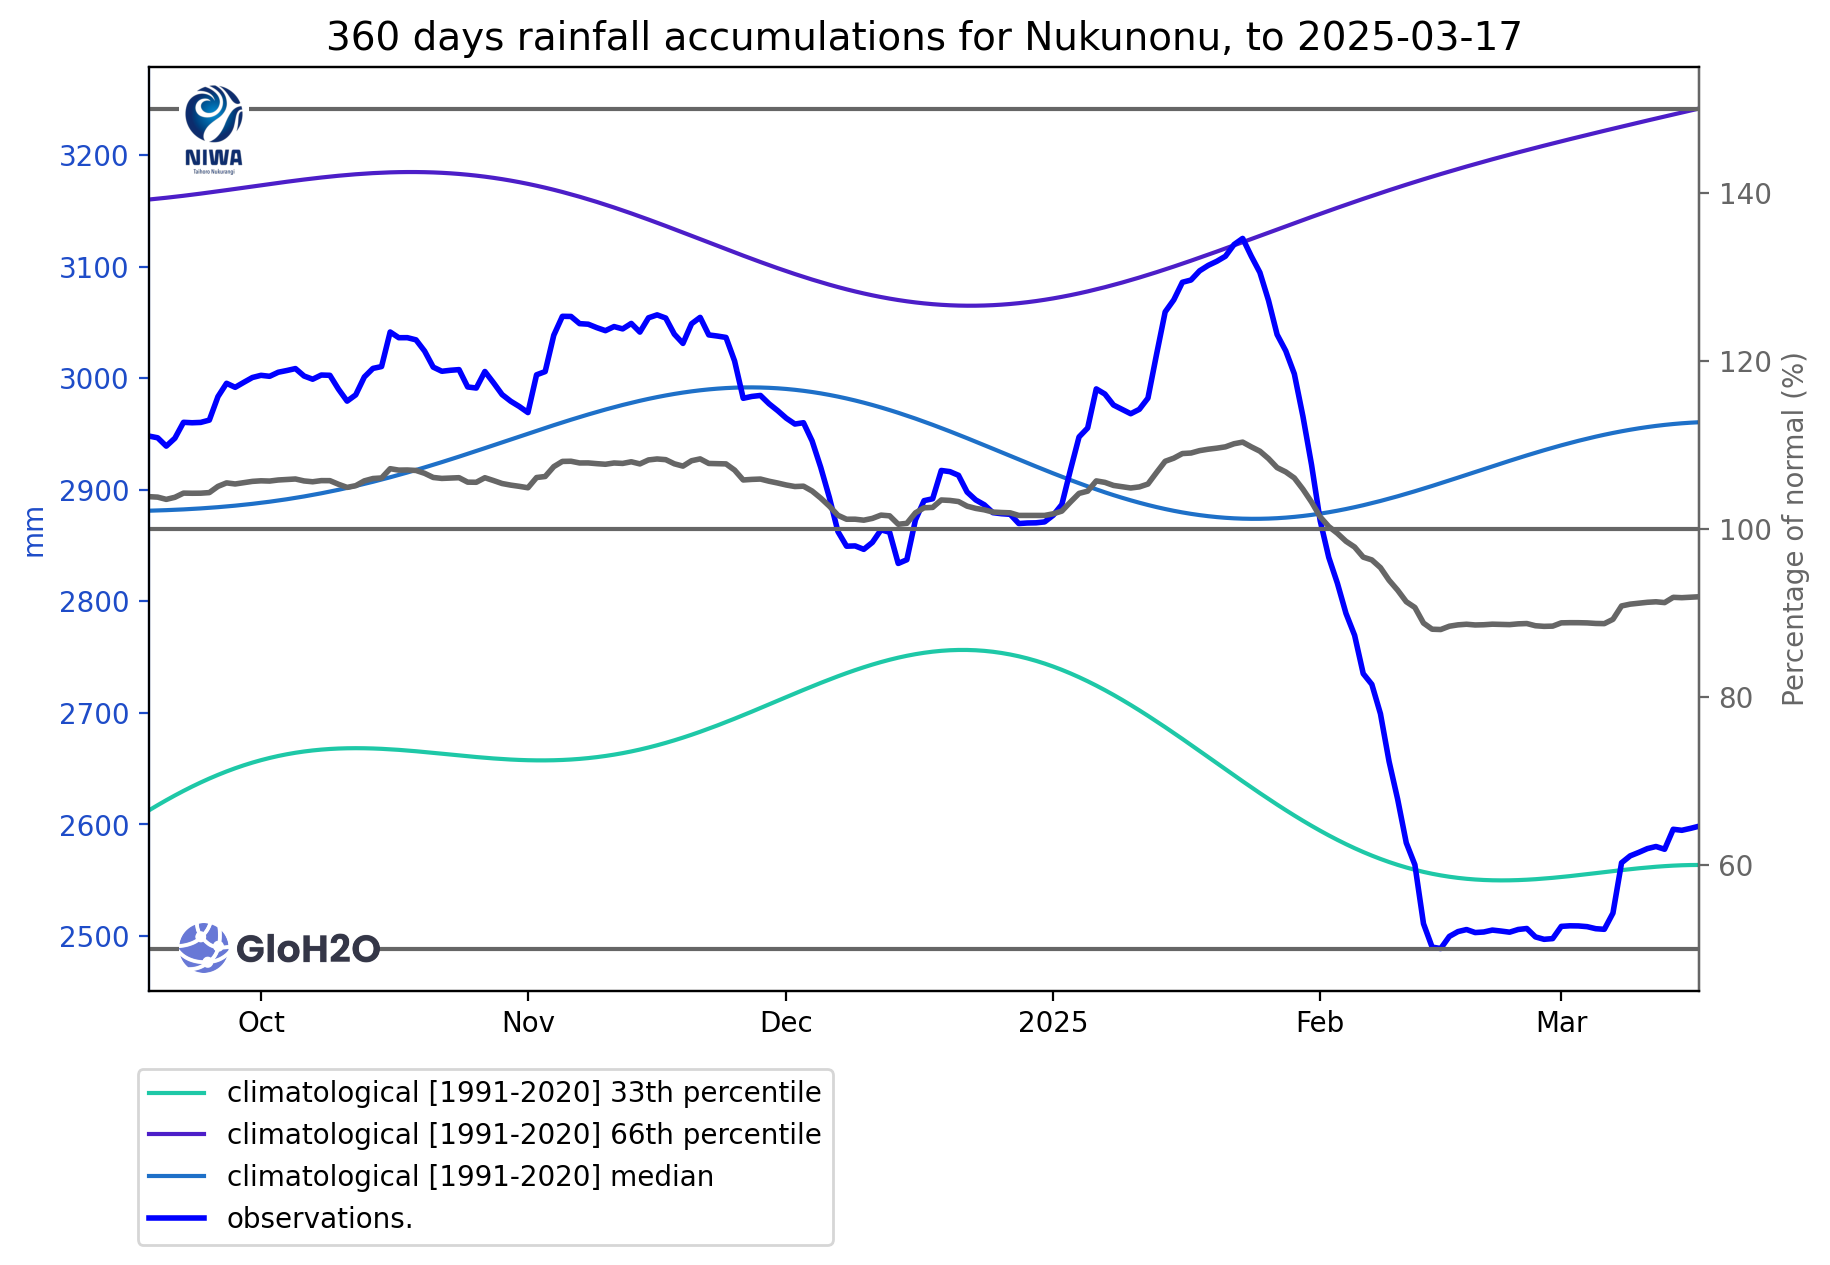 360 days rainfall accumulations for Nukunonu, to 2025-03-17
NIWA
Taihoro Nukurangi
3200
3100
3000
2900
2800
2700
2600
2500
mm
140
120
100
80
60
Percentage of normal (%)
GloH2O
Oct
Nov
Dec
2025
Feb
Mar
climatological [1991-2020] 33th percentile
climatological [1991-2020] 66th percentile
climatological [1991-2020] median
observations.